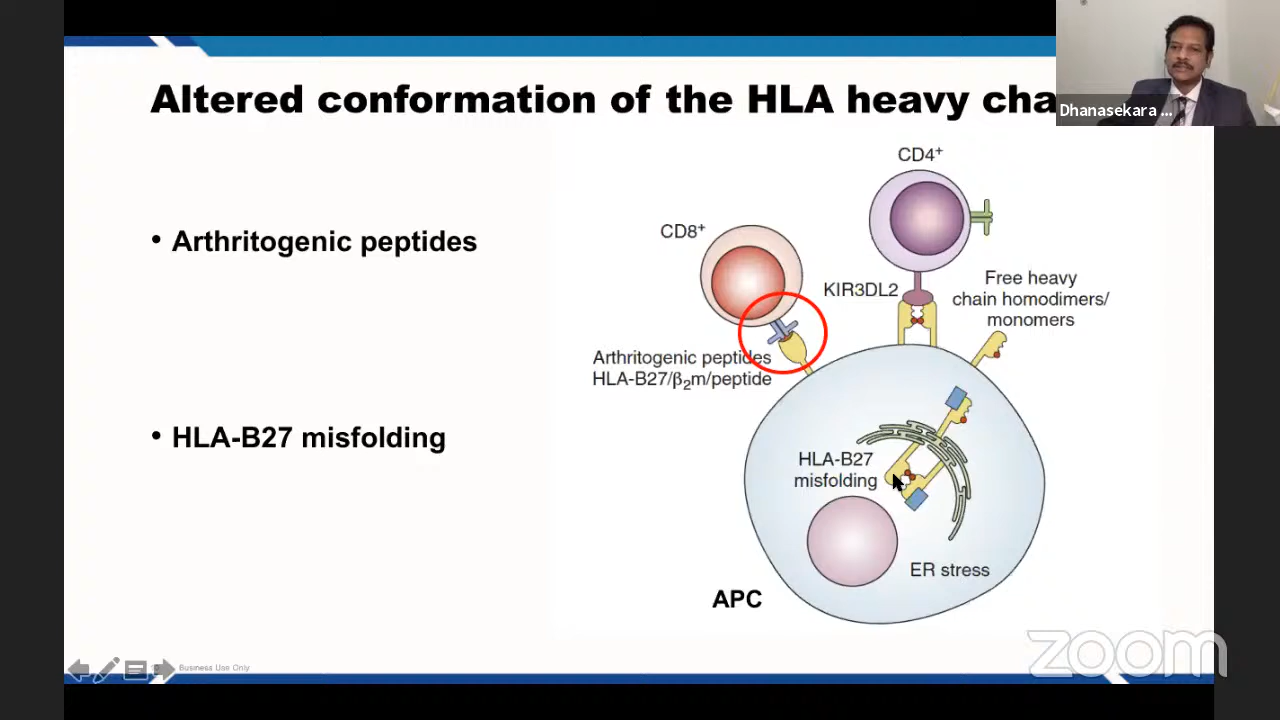 Altered conformation of the HLA heavy cha
Dhanasekara ...
• Arthritogenic peptides
• HLA-B27 misfolding
CD4⁺
CD8⁺
KIR3DL2
Free heavy
chain homodimers/
monomers
Arthritogenic peptides
HLA-B27/β₂m/peptide
HLA-B27
misfolding
ER stress
APC
Business Use Only
zoom